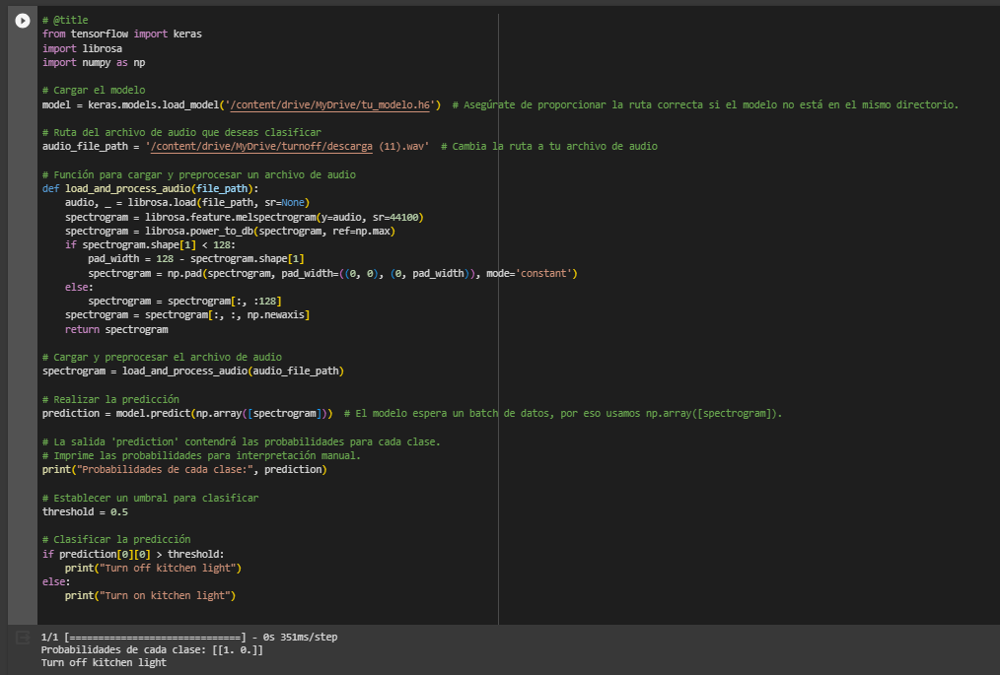 # @title
from tensorflow import keras
import librosa
import numpy as np
# Cargar el modelo
model = keras.models.load_model('/content/drive/MyDrive/tu_modelo.h6')  # Asegúrate de proporcionar la ruta correcta si el modelo no está en el mismo directorio.
# Ruta del archivo de audio que deseas clasificar
audio_file_path = '/content/drive/MyDrive/turnoff/descarga (11).wav'  # Cambia la ruta a tu archivo de audio
# Función para cargar y preprocesar un archivo de audio
def load_and_process_audio(file_path):
    audio, _ = librosa.load(file_path, sr=None)
    spectrogram = librosa.feature.melspectrogram(y=audio, sr=44100)
    spectrogram = librosa.power_to_db(spectrogram, ref=np.max)
    if spectrogram.shape[1] < 128:
        pad_width = 128 - spectrogram.shape[1]
        spectrogram = np.pad(spectrogram, pad_width=((0, 0), (0, pad_width)), mode='constant')
    else:
        spectrogram = spectrogram[:, :128]
    spectrogram = spectrogram[:, :, np.newaxis]
    return spectrogram
# Cargar y preprocesar el archivo de audio
spectrogram = load_and_process_audio(audio_file_path)
# Realizar la predicción
prediction = model.predict(np.array([spectrogram]))  # El modelo espera un batch de datos, por eso usamos np.array([spectrogram]).
# La salida 'prediction' contendrá las probabilidades para cada clase.
# Imprime las probabilidades para interpretación manual.
print("Probabilidades de cada clase:", prediction)
# Establecer un umbral para clasificar
threshold = 0.5
# Clasificar la predicción
if prediction[0][0] > threshold:
    print("Turn off kitchen light")
else:
    print("Turn on kitchen light")
1/1 [==============================] - 0s 351ms/step
Probabilidades de cada clase: [[1. 0.]]
Turn off kitchen light